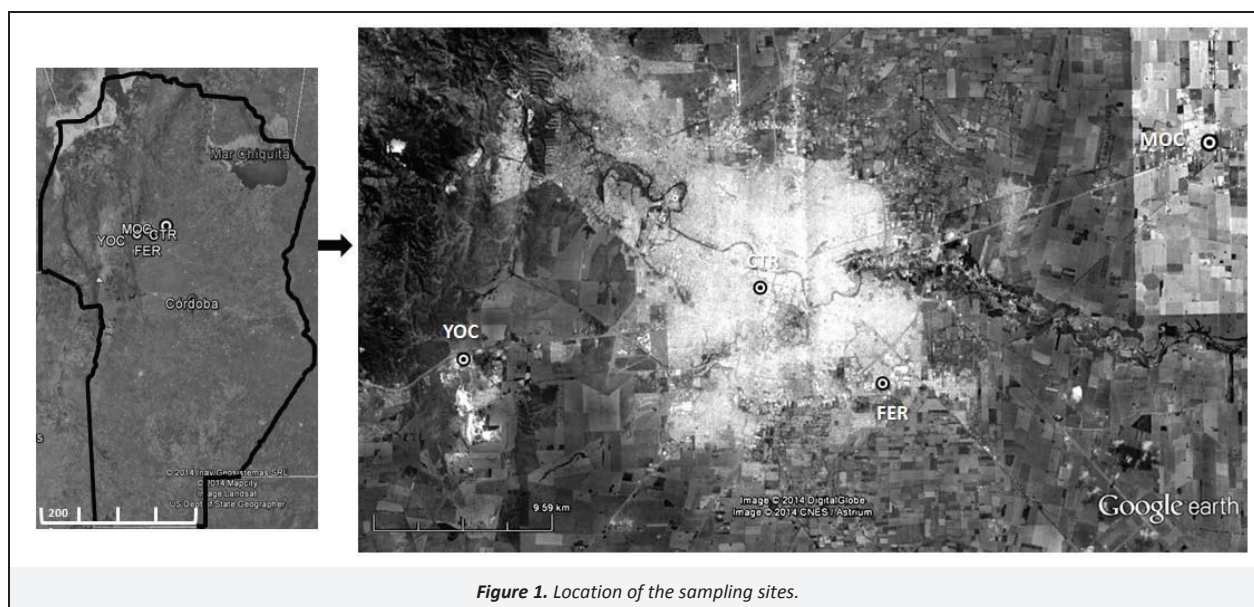 Mar Chiquita
MOC
YOC
CTR
FER
Córdoba
S
© 2014 Inav Geosistemas SRL
© 2014 Mapcity
Image Landsat
US Dept of State Geographer
200
MOC
CTR
YOC
FER
9.59 km
Image © 2014 DigitalGlobe
Image © 2014 CNES / Astrium
Google earth
Figure 1. Location of the sampling sites.